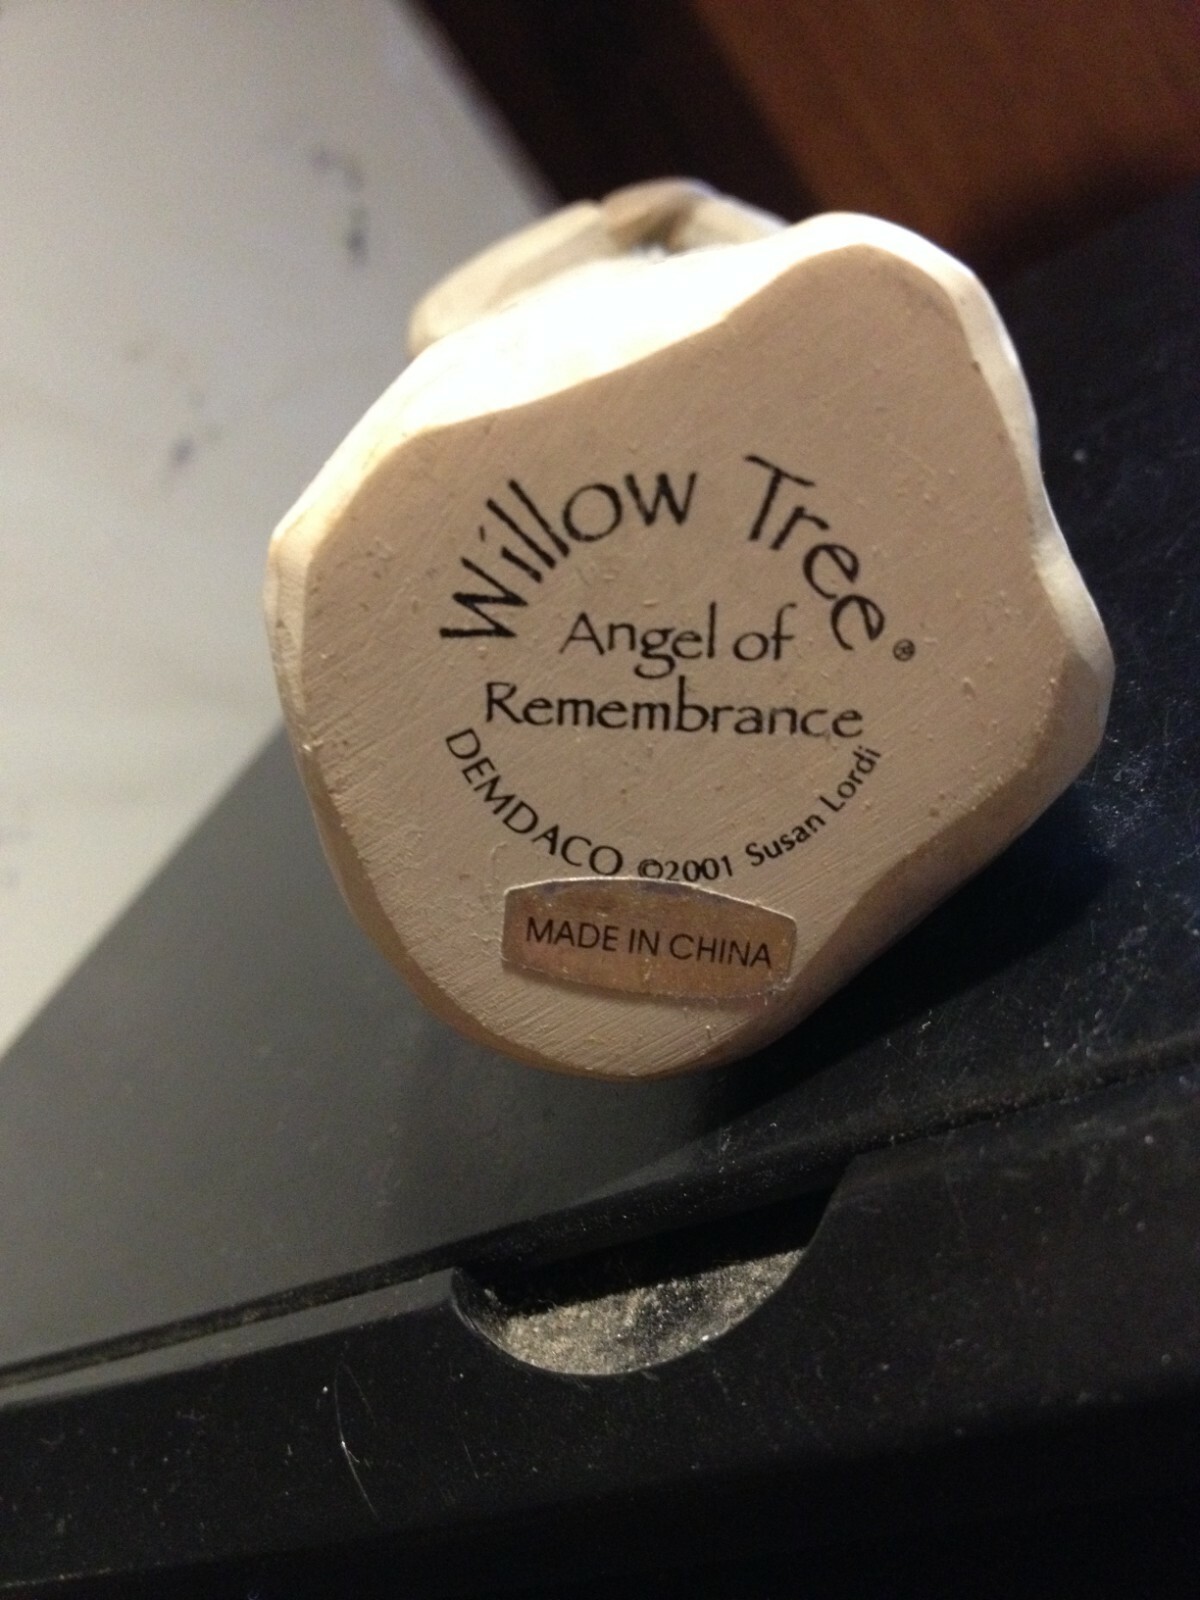 Willow Tree®
Angel of
Remembrance
DEMDACO ©2001 Susan Lordi
MADE IN CHINA